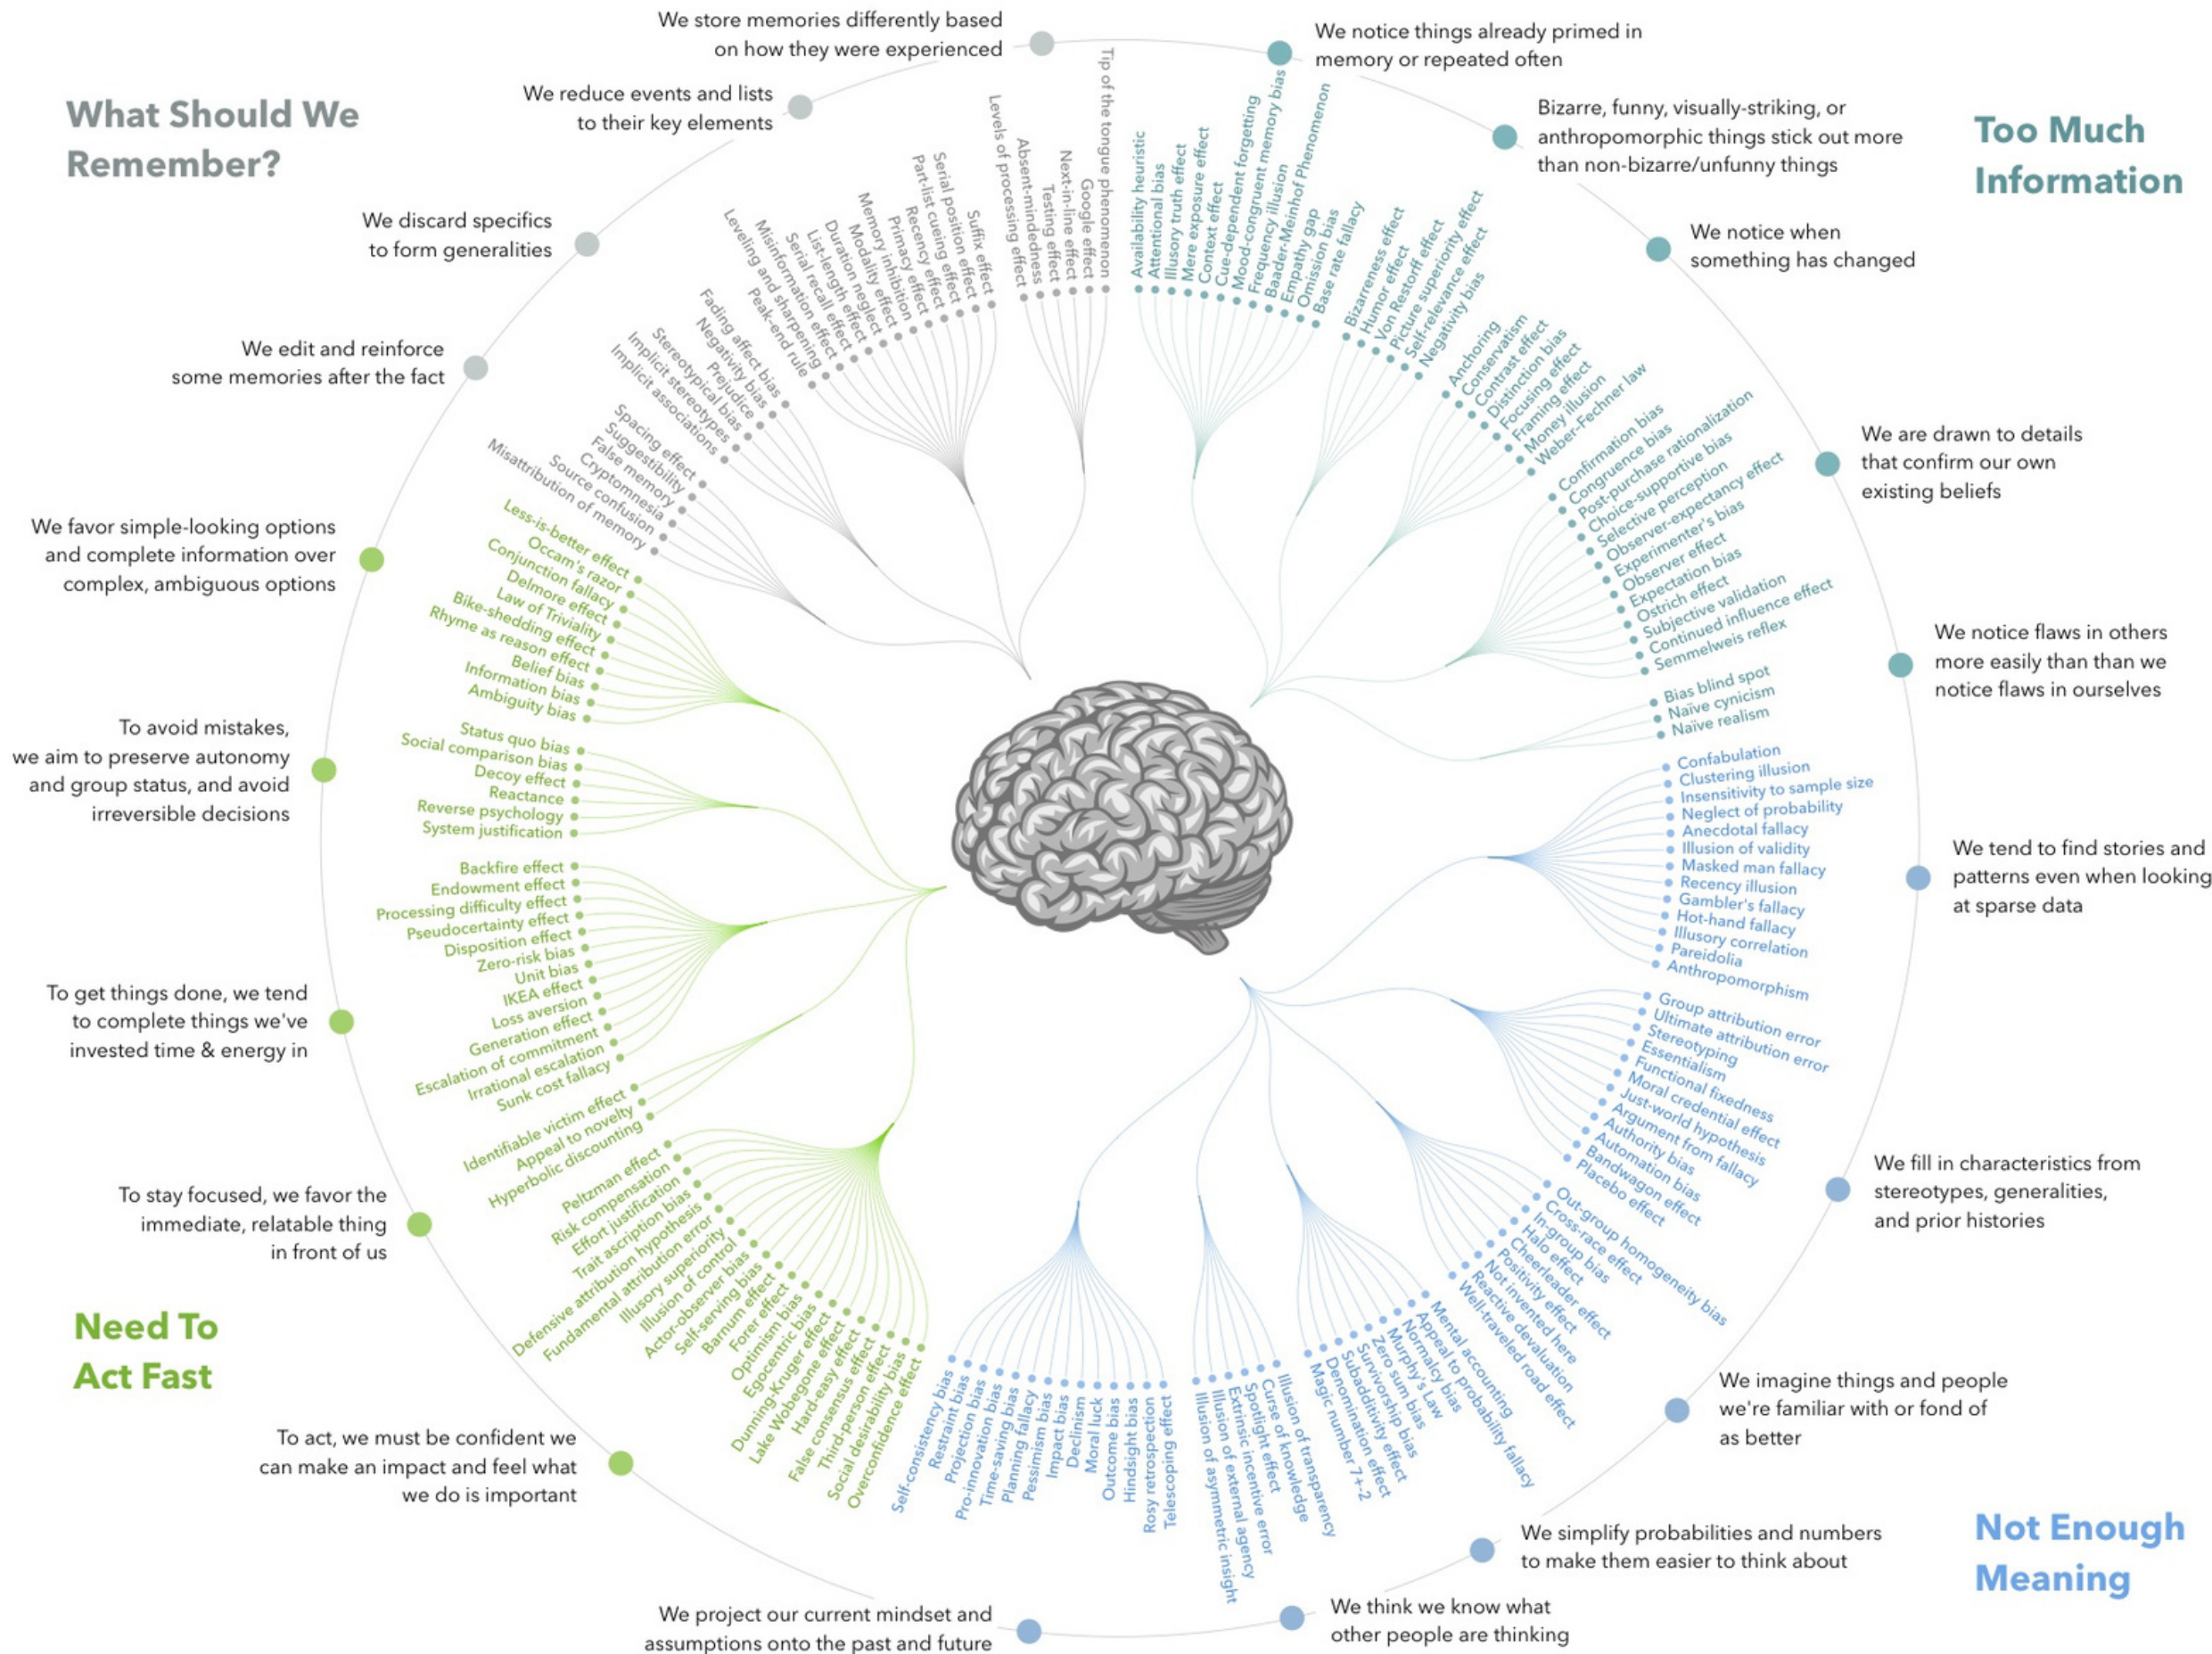 What Should We
Remember?
We store memories differently based
on how they were experienced
We reduce events and lists
to their key elements
We discard specifics
to form generalities
We edit and reinforce
some memories after the fact
Tip of the tongue phenomenon
Google effect
Next-in-line effect
Testing effect
Absent-mindedness
Levels of processing effect
Suffix effect
Serial position effect
Part-list cueing effect
Recency effect
Primacy effect
Memory inhibition
Modality effect
Duration neglect
List-length effect
Serial recall effect
Misinformation effect
Leveling and sharpening
Peak-end rule
Fading affect bias
Negativity bias
Prejudice
Stereotypical bias
Implicit stereotypes
Implicit associations
Spacing effect
Suggestibility
False memory
Cryptomnesia
Source confusion
Misattribution of memory
Too Much
Information
We notice things already primed in
memory or repeated often
Bizarre, funny, visually-striking, or
anthropomorphic things stick out more
than non-bizarre/unfunny things
We notice when
something has changed
We are drawn to details
that confirm our own
existing beliefs
We notice flaws in others
more easily than than we
notice flaws in ourselves
Availability heuristic
Attentional bias
Illusory truth effect
Mere exposure effect
Context effect
Cue-dependent forgetting
Mood-congruent memory bias
Frequency illusion
Baader-Meinhof Phenomenon
Empathy gap
Omission bias
Base rate fallacy
Bizarreness effect
Humor effect
Von Restorff effect
Picture superiority effect
Self-relevance effect
Negativity bias
Anchoring
Conservatism
Contrast effect
Distinction bias
Focusing effect
Framing effect
Money illusion
Weber–Fechner law
Confirmation bias
Congruence bias
Post-purchase rationalization
Choice-supportive bias
Selective perception
Observer-expectancy effect
Experimenter's bias
Observer effect
Expectation bias
Ostrich effect
Subjective validation
Continued influence effect
Semmelweis reflex
Bias blind spot
Naïve cynicism
Naïve realism
Not Enough
Meaning
We tend to find stories and
patterns even when looking
at sparse data
We fill in characteristics from
stereotypes, generalities,
and prior histories
We imagine things and people
we're familiar with or fond of
as better
We simplify probabilities and numbers
to make them easier to think about
We think we know what
other people are thinking
We project our current mindset and
assumptions onto the past and future
Confabulation
Clustering illusion
Insensitivity to sample size
Neglect of probability
Anecdotal fallacy
Illusion of validity
Masked man fallacy
Recency illusion
Gambler's fallacy
Hot-hand fallacy
Illusory correlation
Pareidolia
Anthropomorphism
Group attribution error
Ultimate attribution error
Stereotyping
Essentialism
Functional fixedness
Moral credential effect
Just-world hypothesis
Argument from fallacy
Authority bias
Automation bias
Bandwagon effect
Placebo effect
Out-group homogeneity bias
Cross-race effect
In-group bias
Halo effect
Cheerleader effect
Positivity effect
Not invented here
Reactive devaluation
Well-traveled road effect
Mental accounting
Appeal to probability fallacy
Normalcy bias
Murphy's Law
Zero sum bias
Survivorship bias
Subadditivity effect
Denomination effect
Magic number 7+-2
Illusion of transparency
Curse of knowledge
Spotlight effect
Extrinsic incentive error
Illusion of external agency
Illusion of asymmetric insight
Telescoping effect
Rosy retrospection
Hindsight bias
Outcome bias
Moral luck
Declinism
Impact bias
Pessimism bias
Planning fallacy
Time-saving bias
Pro-innovation bias
Projection bias
Restraint bias
Self-consistency bias
Need To
Act Fast
We favor simple-looking options
and complete information over
complex, ambiguous options
To avoid mistakes,
we aim to preserve autonomy
and group status, and avoid
irreversible decisions
To get things done, we tend
to complete things we've
invested time & energy in
To stay focused, we favor the
immediate, relatable thing
in front of us
To act, we must be confident we
can make an impact and feel what
we do is important
Less-is-better effect
Occam's razor
Conjunction fallacy
Delmore effect
Law of Triviality
Bike-shedding effect
Rhyme as reason effect
Belief bias
Information bias
Ambiguity bias
Status quo bias
Social comparison bias
Decoy effect
Reactance
Reverse psychology
System justification
Backfire effect
Endowment effect
Processing difficulty effect
Pseudocertainty effect
Disposition effect
Zero-risk bias
Unit bias
IKEA effect
Loss aversion
Generation effect
Escalation of commitment
Irrational escalation
Sunk cost fallacy
Identifiable victim effect
Appeal to novelty
Hyperbolic discounting
Peltzman effect
Risk compensation
Effort justification
Trait ascription bias
Defensive attribution hypothesis
Fundamental attribution error
Illusory superiority
Illusion of control
Actor-observer bias
Self-serving bias
Barnum effect
Forer effect
Optimism bias
Egocentric bias
Dunning-Kruger effect
Lake Wobegone effect
Hard-easy effect
False consensus effect
Third-person effect
Social desirability bias
Overconfidence effect